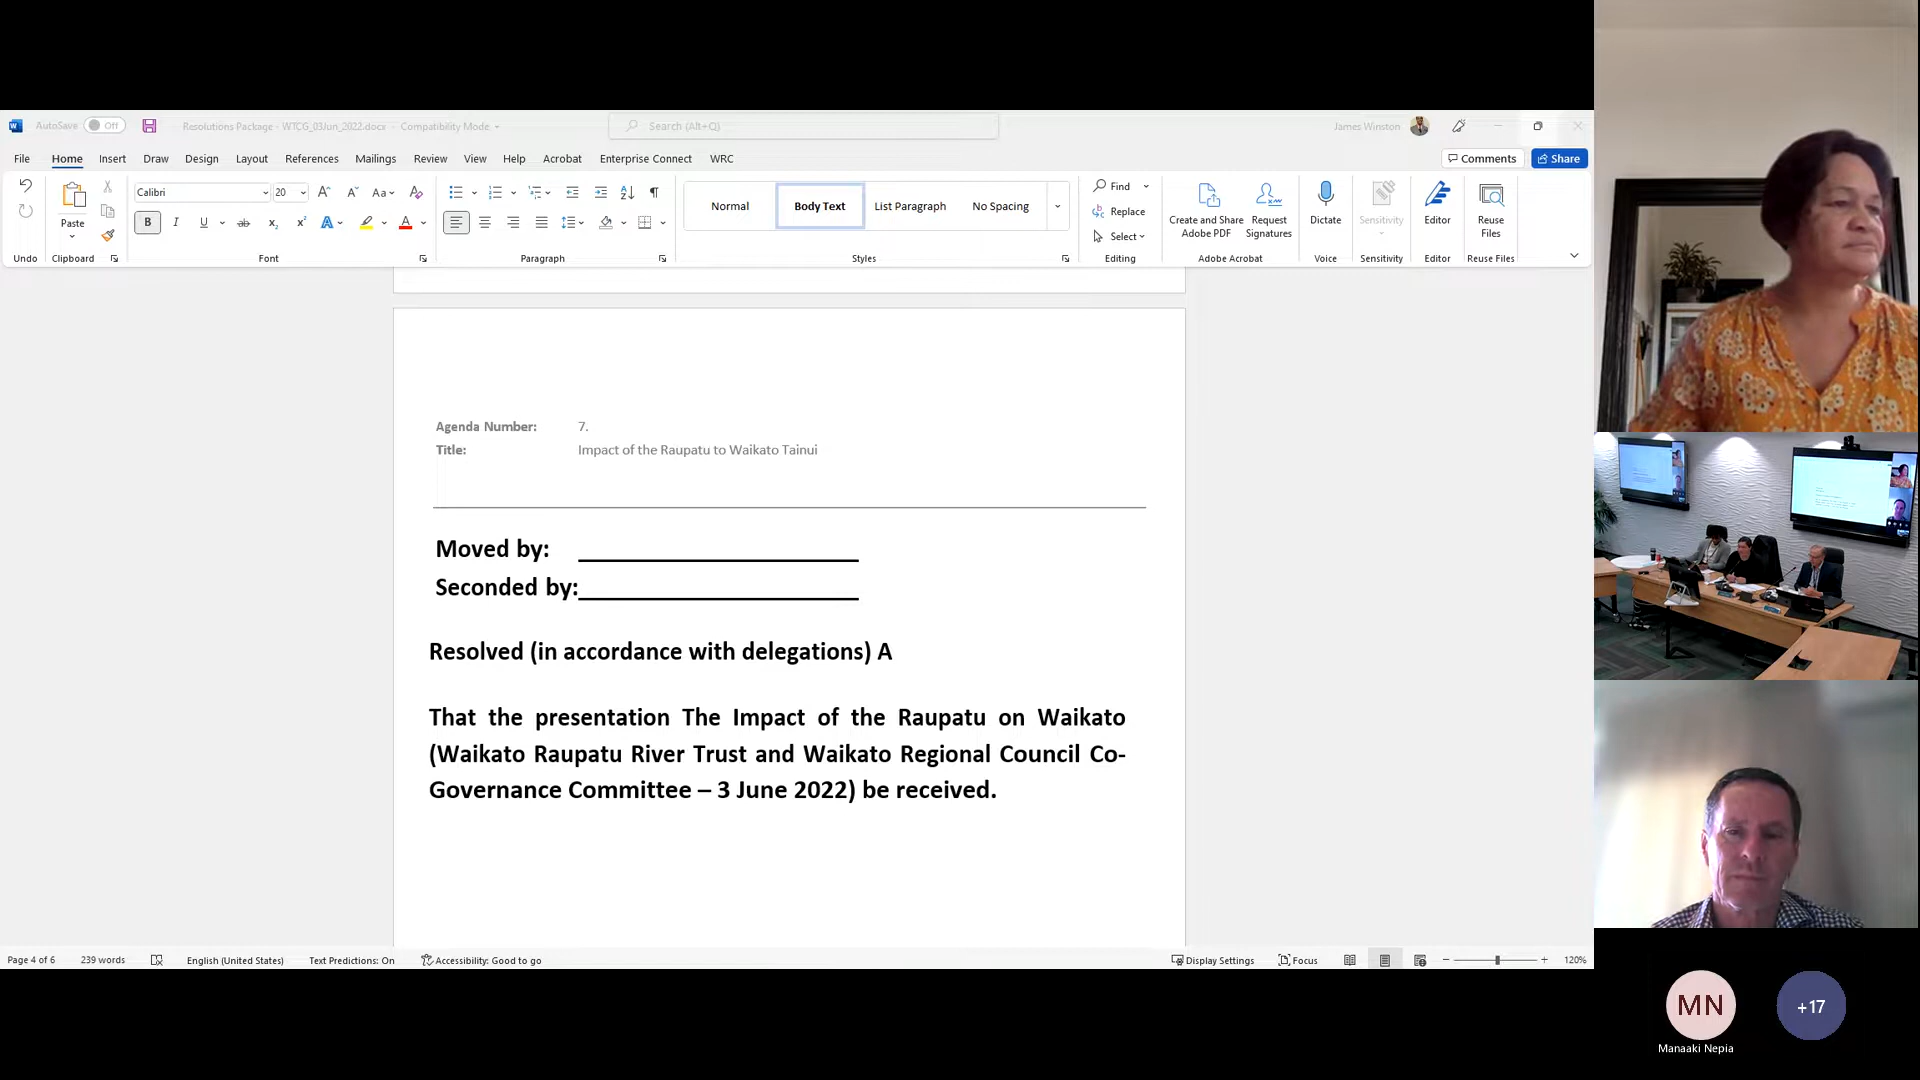 AutoSave Off Resolutions Package - WTCG_03Jun_2022.docx - Compatibility Mode Search (Alt+Q) James Winston
File Home Insert Draw Design Layout References Mailings Review View Help Acrobat Enterprise Connect WRC Comments Share
Calibri 20 Aa
Paste
B I U ab x₂ x² A A
Normal Body Text List Paragraph No Spacing
Find
Replace
Select
Create and Share Adobe PDF
Request Signatures
Dictate
Sensitivity
Editor
Reuse Files
Undo Clipboard Font Paragraph Styles Editing Adobe Acrobat Voice Sensitivity Editor Reuse Files
Agenda Number: 7.
Title: Impact of the Raupatu to Waikato Tainui
Moved by:
Seconded by:
Resolved (in accordance with delegations) A
That the presentation The Impact of the Raupatu on Waikato
(Waikato Raupatu River Trust and Waikato Regional Council Co-
Governance Committee – 3 June 2022) be received.
Page 4 of 6 239 words English (United States) Text Predictions: On Accessibility: Good to go Display Settings Focus 120%
MN +17
Manaaki Nepia